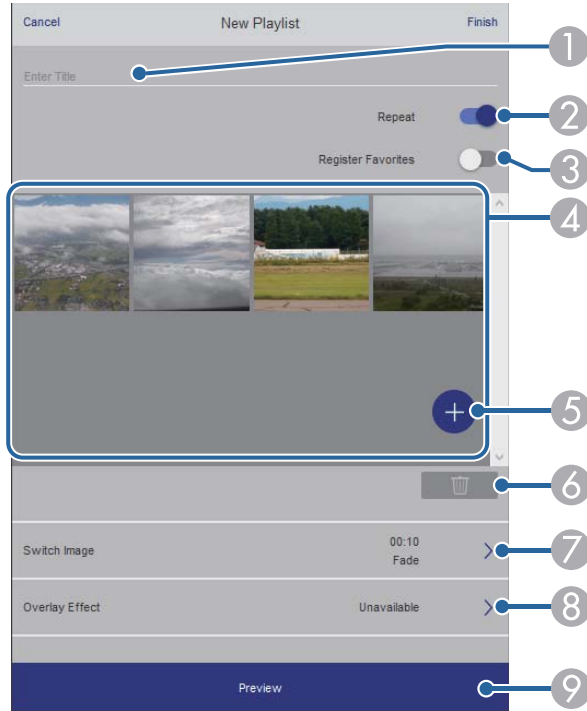 Cancel New Playlist Finish
1
Enter Title
Repeat 2
Register Favorites 3
4
+ 5
6
00:10
Switch Image 7
Fade
Overlay Effect Unavailable 8
Preview 9